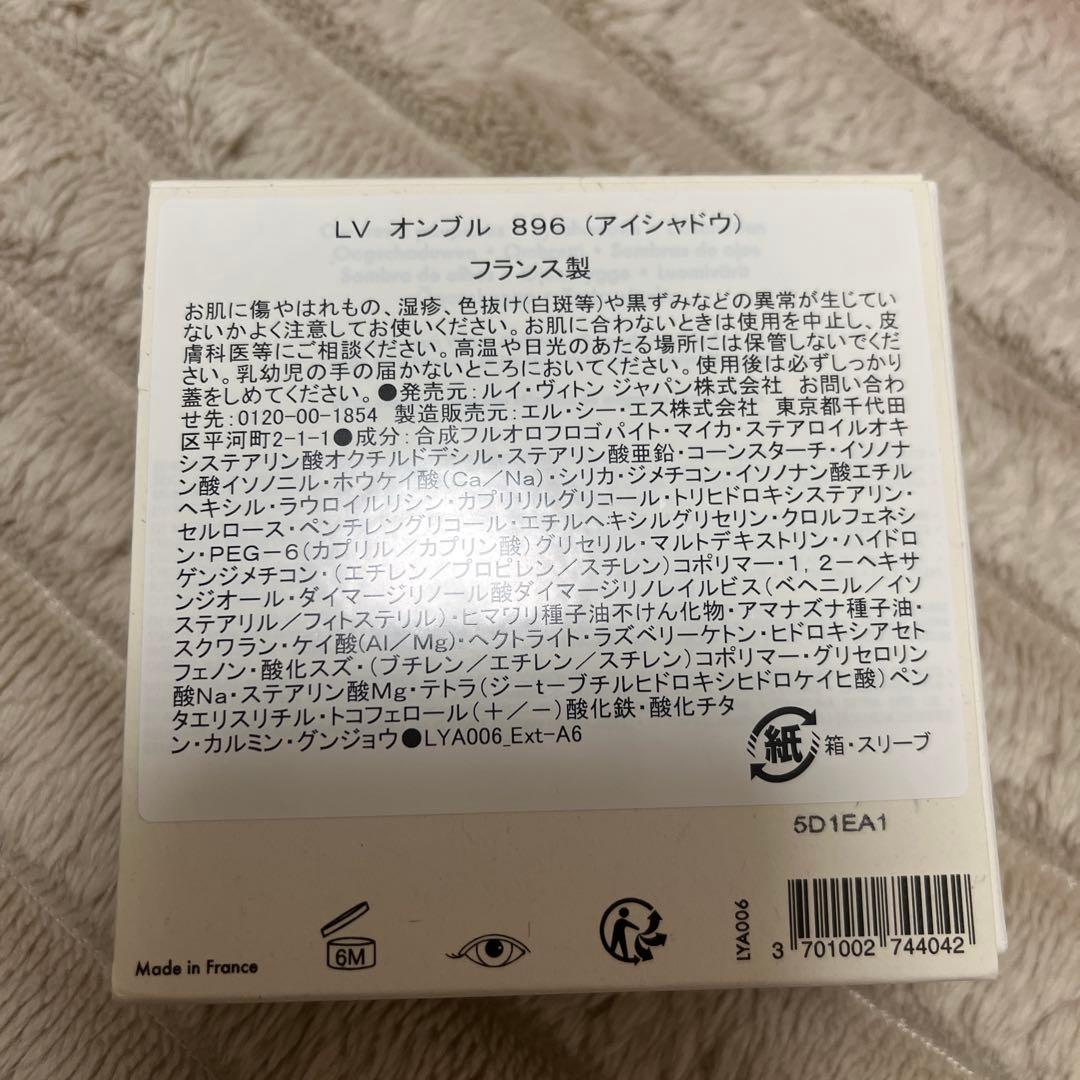 LV オンブル 896 (アイシャドウ)
フランス製
お肌に傷やはれもの、湿疹、色抜け(白斑等)や黒ずみなどの異常が生じてい
ないかよく注意してお使いください。お肌に合わないときは使用を中止し、皮
膚科医等にご相談ください。高温や日光のあたる場所には保管しないでくだ
さい。乳幼児の手の届かないところにおいてください。使用後は必ずしっかり
蓋をしめてください。●発売元:ルイ・ヴィトン ジャパン株式会社 お問い合わ
せ先:0120-00-1854 製造販売元:エル・シー・エス株式会社 東京都千代田
区平河町2-1-1●成分:合成フルオロフロゴパイト・マイカ・ステアロイルオキ
システアリン酸オクチルドデシル・ステアリン酸亜鉛・コーンスターチ・イソノナ
ン酸イソノニル・ホウケイ酸(Ca/Na)・シリカ・ジメチコン・イソノナン酸エチル
ヘキシル・ラウロイルリシン・カプリリルグリコール・トリヒドロキシステアリン・
セルロース・ペンチレングリコール・エチルヘキシルグリセリン・クロルフェネシ
ン・PEG-6(カプリル/カプリン酸)グリセリル・マルトデキストリン・ハイドロ
ゲンジメチコン・(エチレン/プロピレン/スチレン)コポリマー・1,2-ヘキサ
ンジオール・ダイマージリノール酸ダイマージリノレイルビス(ベヘニル/イソ
ステアリル/フィトステリル)・ヒマワリ種子油不けん化物・アマナズナ種子油・
スクワラン・ケイ酸(Al/Mg)・ヘクトライト・ラズベリーケトン・ヒドロキシアセト
フェノン・酸化スズ・(ブチレン/エチレン/スチレン)コポリマー・グリセロリン
酸Na・ステアリン酸Mg・テトラ(ジーtーブチルヒドロキシヒドロケイヒ酸)ペン
タエリスリチル・トコフェロール(+/-)酸化鉄・酸化チタ
ン・カルミン・グンジョウ●LYA006_Ext-A6
紙 箱・スリーブ
5D1EA1
Made in France
6M
LYA006
3 701002 744042